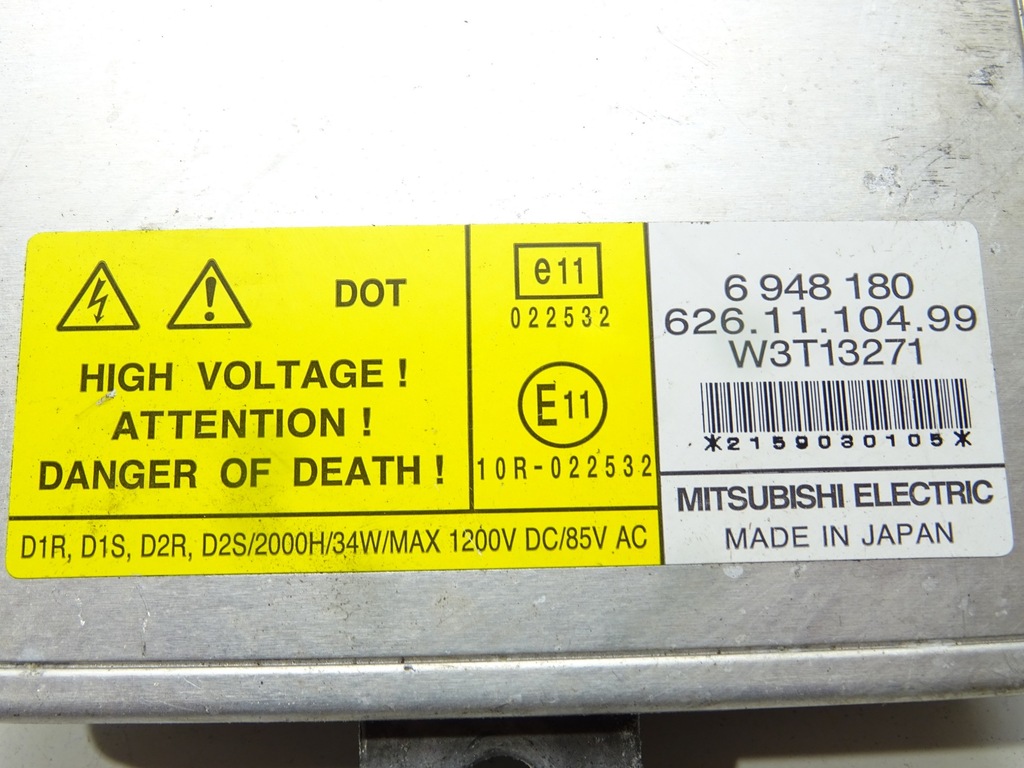 DOT
HIGH VOLTAGE !
ATTENTION !
DANGER OF DEATH !
e11
022532
E11
10R-022532
D1R, D1S, D2R, D2S/2000H/34W/MAX 1200V DC/85V AC
6 948 180
626.11.104.99
W3T13271
*2159030105*
MITSUBISHI ELECTRIC
MADE IN JAPAN